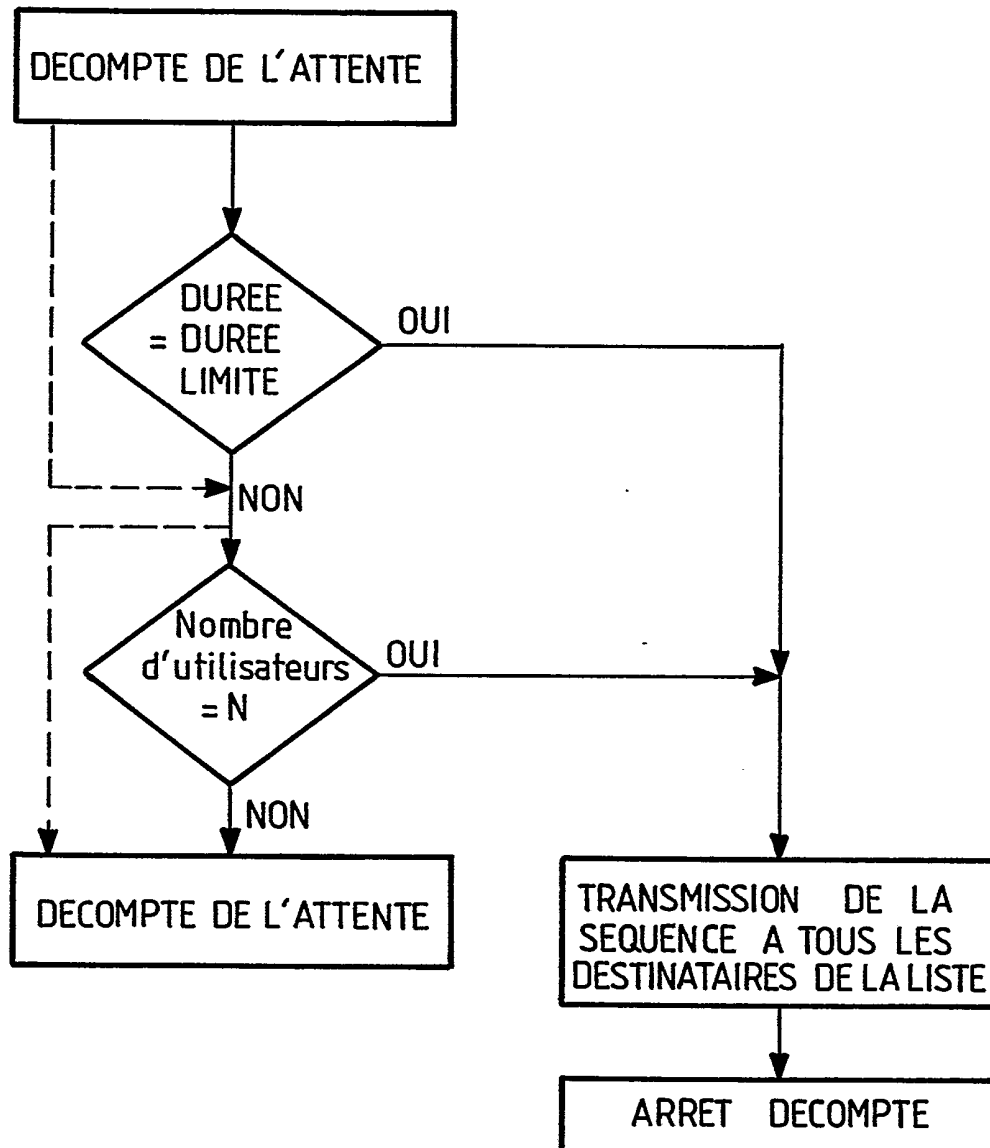 DECOMPTE DE L'ATTENTE
DUREE
= DUREE
LIMITE
OUI
NON
Nombre
d'utilisateurs
= N
OUI
NON
DECOMPTE DE L'ATTENTE
TRANSMISSION DE LA
SEQUENCE A TOUS LES
DESTINATAIRES DE LA LISTE
ARRET DECOMPTE